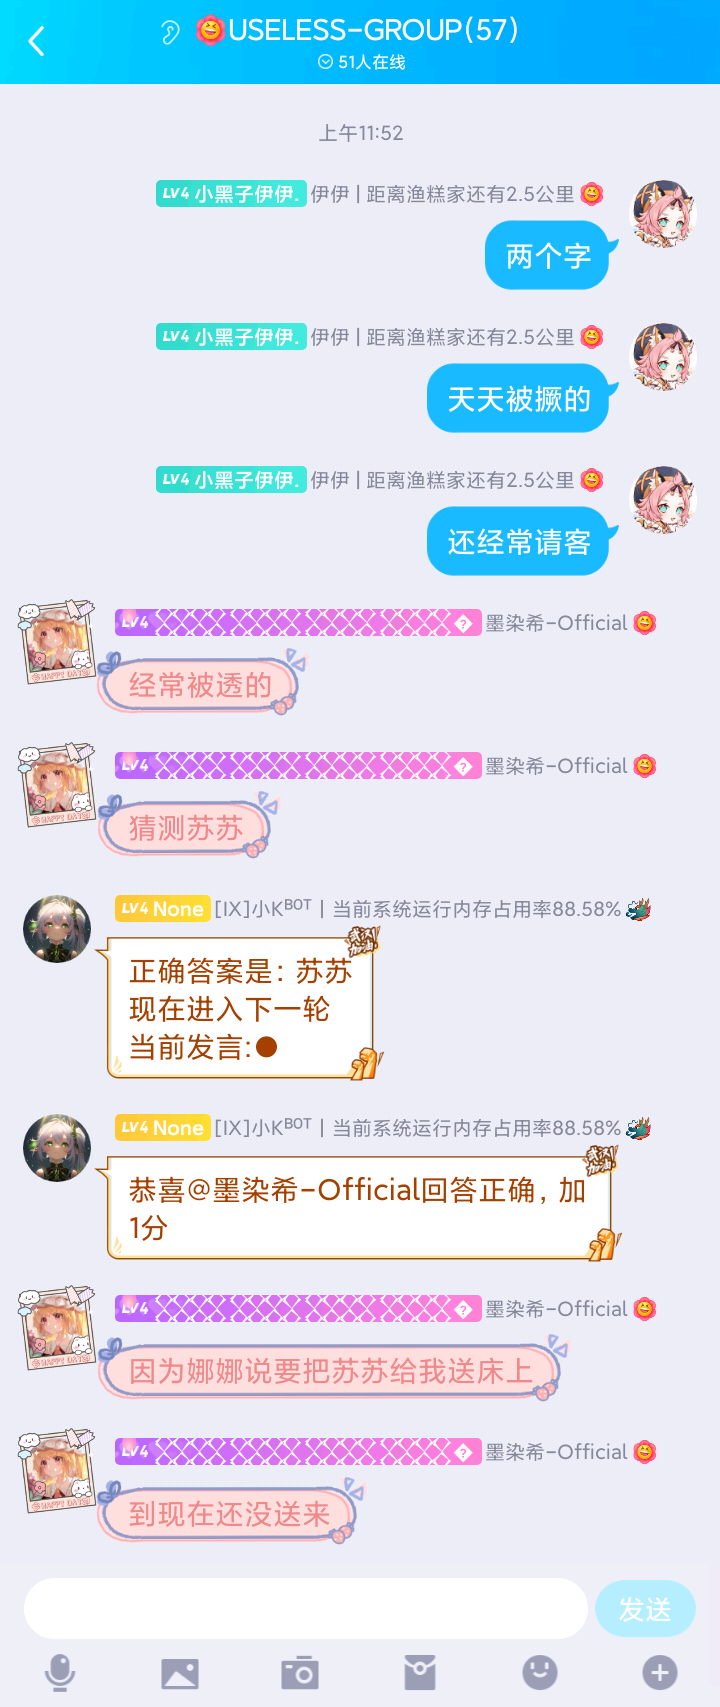 USELESS-GROUP(57)
51人在线
上午11:52
LV4 小黑子伊伊. 伊伊 | 距离渔糕家还有2.5公里
两个字
LV4 小黑子伊伊. 伊伊 | 距离渔糕家还有2.5公里
天天被撅的
LV4 小黑子伊伊. 伊伊 | 距离渔糕家还有2.5公里
还经常请客
LV4 墨染希-Official
经常被透的
LV4 墨染希-Official
猜测苏苏
LV4 None [IX]小Kᴮᴼᵀ | 当前系统运行内存占用率88.58%
正确答案是: 苏苏
现在进入下一轮
当前发言:●
LV4 None [IX]小Kᴮᴼᵀ | 当前系统运行内存占用率88.58%
恭喜@墨染希-Official回答正确, 加
1分
LV4 墨染希-Official
因为娜娜说要把苏苏给我送床上
LV4 墨染希-Official
到现在还没送来
发送